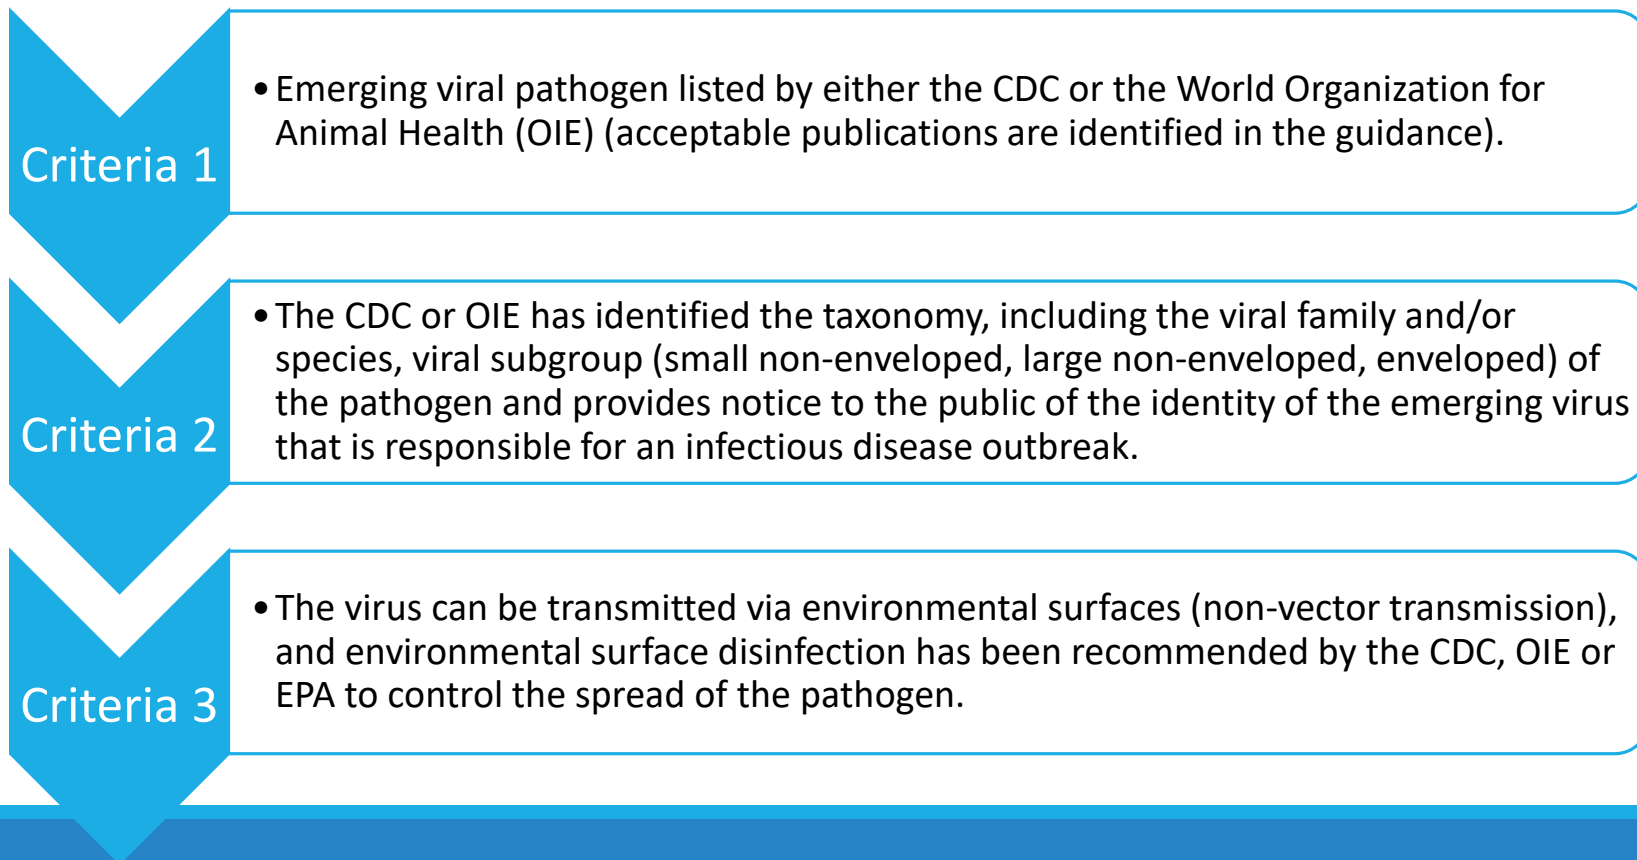 Criteria 1
• Emerging viral pathogen listed by either the CDC or the World Organization for
Animal Health (OIE) (acceptable publications are identified in the guidance).
Criteria 2
• The CDC or OIE has identified the taxonomy, including the viral family and/or
species, viral subgroup (small non-enveloped, large non-enveloped, enveloped) of
the pathogen and provides notice to the public of the identity of the emerging virus
that is responsible for an infectious disease outbreak.
Criteria 3
• The virus can be transmitted via environmental surfaces (non-vector transmission),
and environmental surface disinfection has been recommended by the CDC, OIE or
EPA to control the spread of the pathogen.